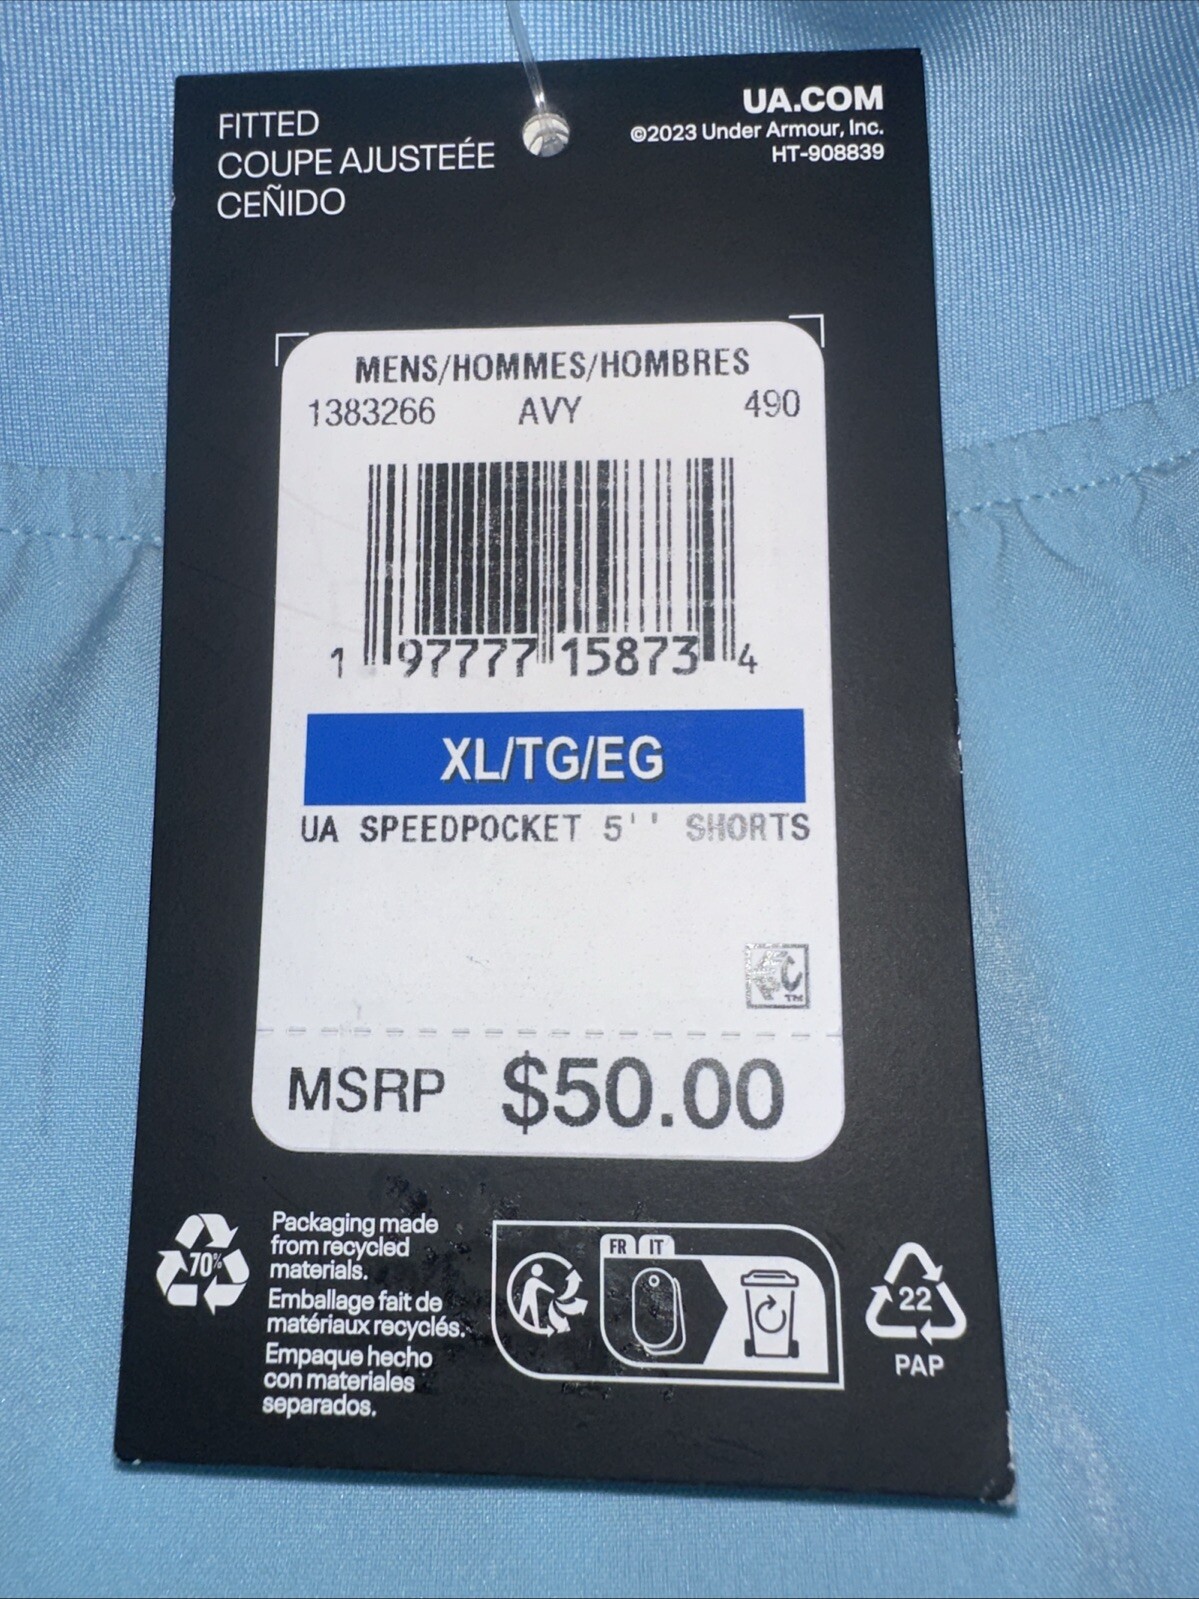 FITTED
COUPE AJUSTEÉE
CEÑIDO
UA.COM
©2023 Under Armour, Inc.
HT-908839
MENS/HOMMES/HOMBRES
1383266 AVY 490
1 97777 15873 4
XL/TG/EG
UA SPEEDPOCKET 5'' SHORTS
MSRP $50.00
70%
Packaging made
from recycled
materials.
Emballage fait de
matériaux recyclés.
Empaque hecho
con materiales
separados.
FR IT
22
PAP